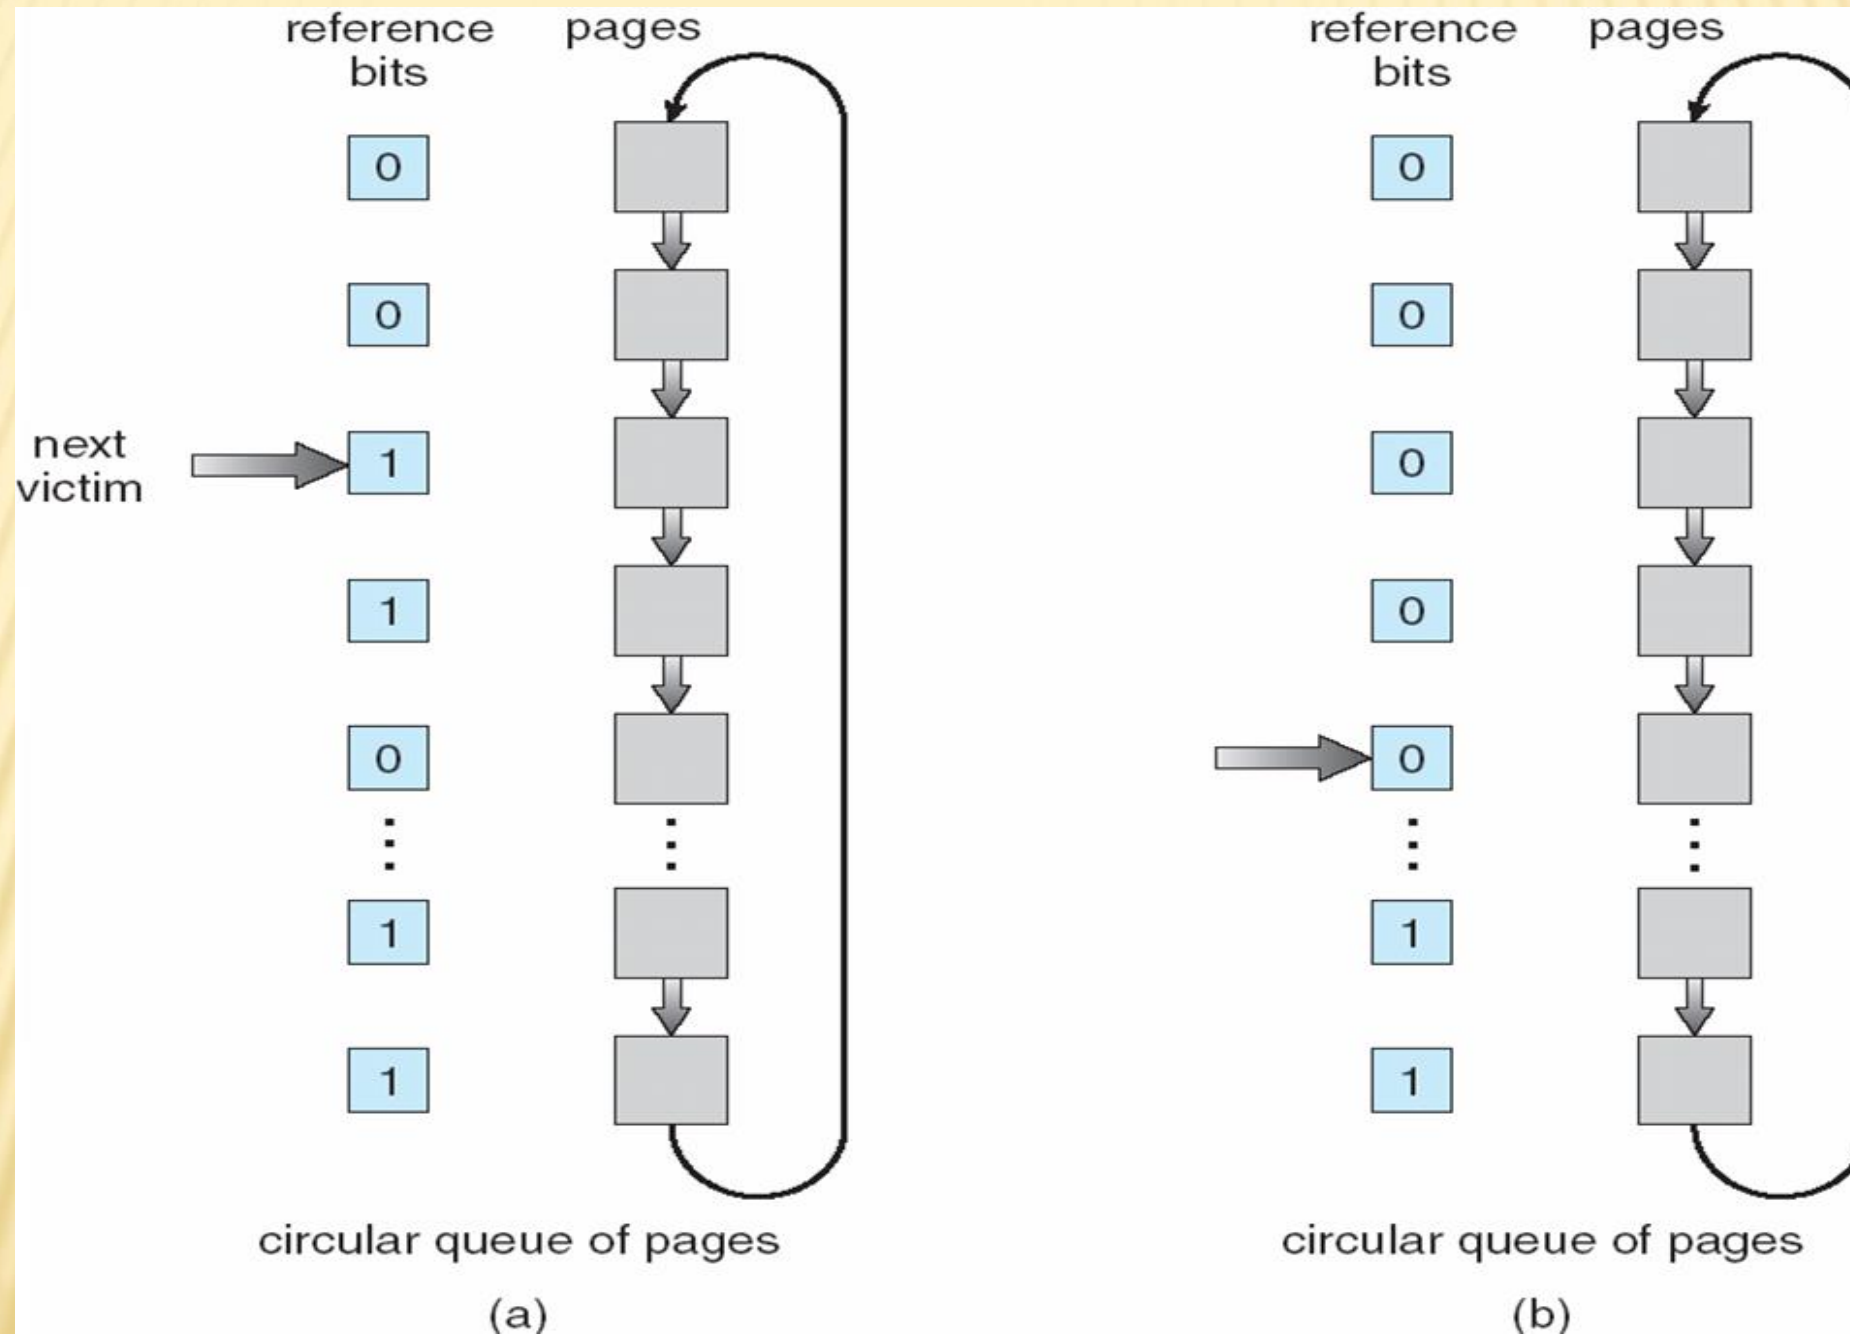 reference pages
bits
0
0
next
victim
1
1
0
1
1
circular queue of pages
(a)
reference pages
bits
0
0
0
0
0
1
1
circular queue of pages
(b)